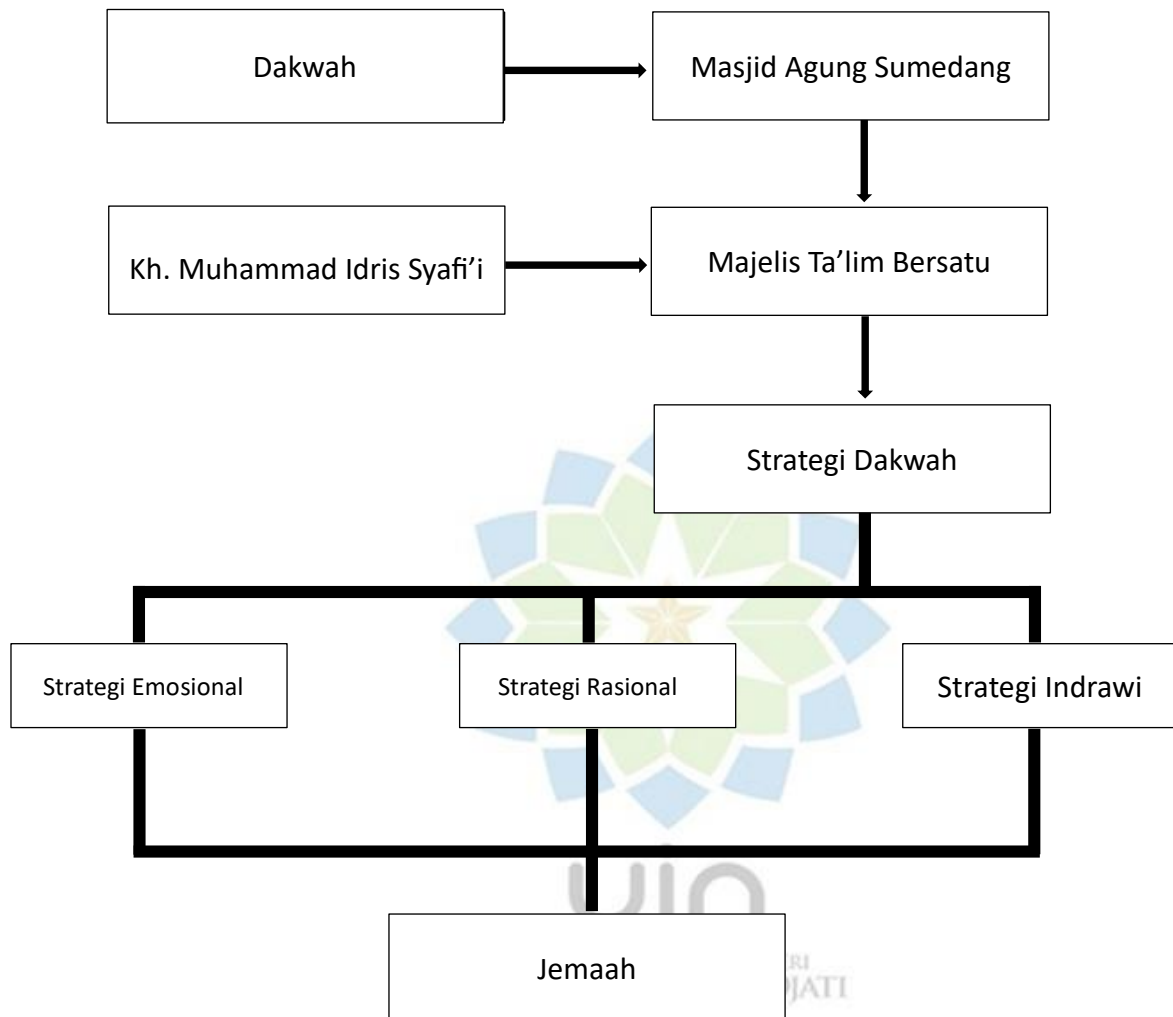 Dakwah
Masjid Agung Sumedang
Kh. Muhammad Idris Syafi’i
Majelis Ta’lim Bersatu
Strategi Dakwah
Strategi Emosional
Strategi Rasional
Strategi Indrawi
uin
Jemaah